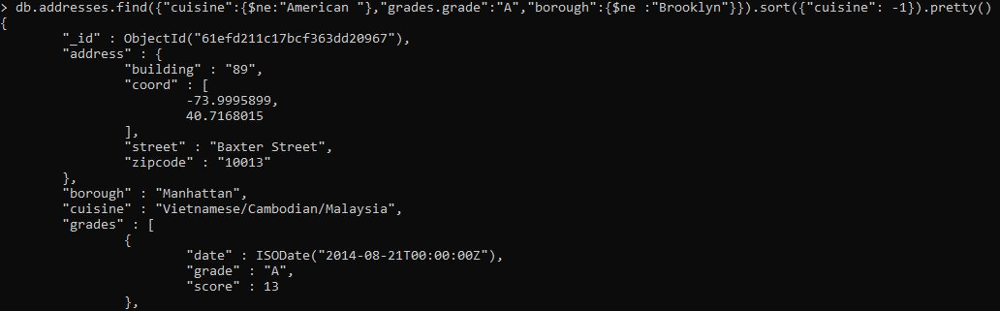 > db.addresses.find({"cuisine":{$ne:"American "},"grades.grade":"A","borough":{$ne :"Brooklyn"}}).sort({"cuisine": -1}).pretty()
{
        "_id" : ObjectId("61efd211c17bcf363dd20967"),
        "address" : {
                "building" : "89",
                "coord" : [
                        -73.9995899,
                        40.7168015
                ],
                "street" : "Baxter Street",
                "zipcode" : "10013"
        },
        "borough" : "Manhattan",
        "cuisine" : "Vietnamese/Cambodian/Malaysia",
        "grades" : [
                {
                        "date" : ISODate("2014-08-21T00:00:00Z"),
                        "grade" : "A",
                        "score" : 13
                },